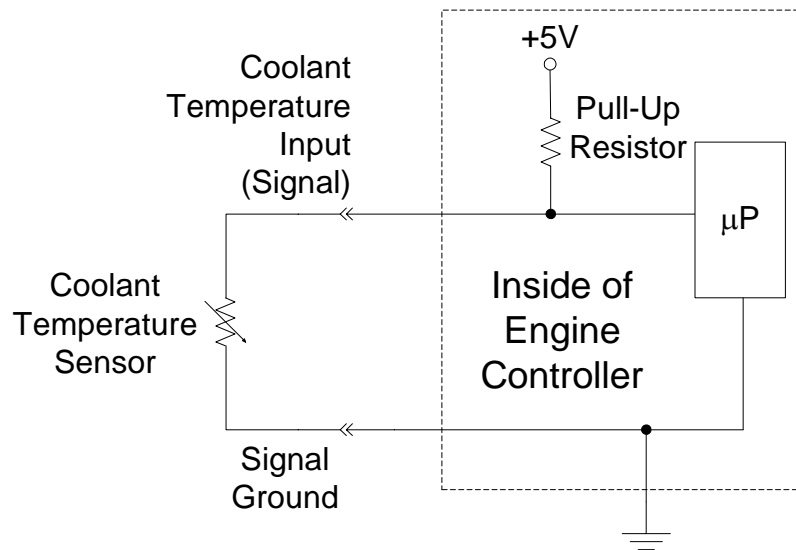 +5V
Coolant
Temperature
Input
(Signal)
Pull-Up
Resistor
μP
Coolant
Temperature
Sensor
Inside of
Engine
Controller
Signal
Ground